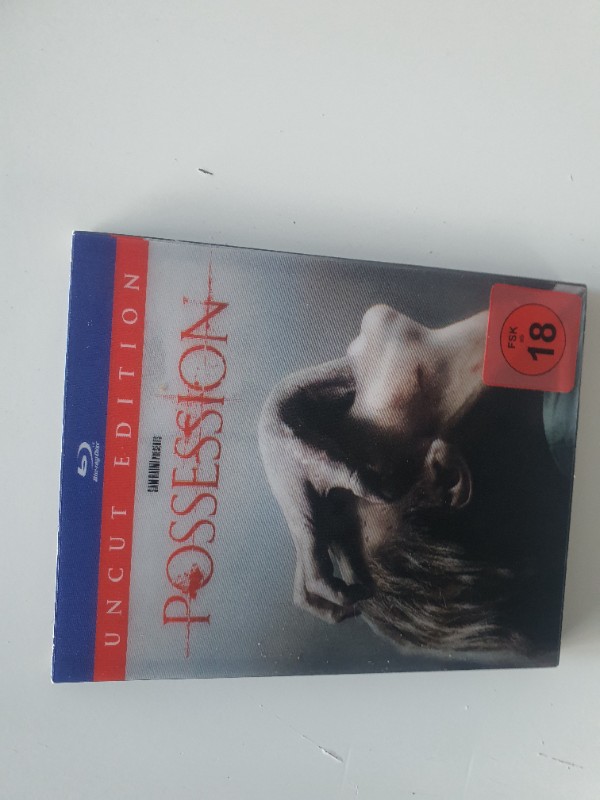 Blu-ray Disc
UNCUT EDITION
SAM RAIMI PRESENTS
POSSESSION
FSK
ab
18